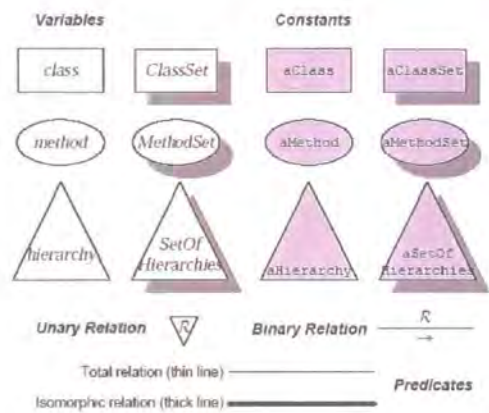 Variables Constants
class ClassSet aClass aClassSet
method MethodSet aMethod aMethodSet
hierarchy SetOf Hierarchies aHierarchy aSetOf Hierarchies
Unary Relation R Binary Relation R →
Total relation (thin line)
Isomorphic relation (thick line) Predicates